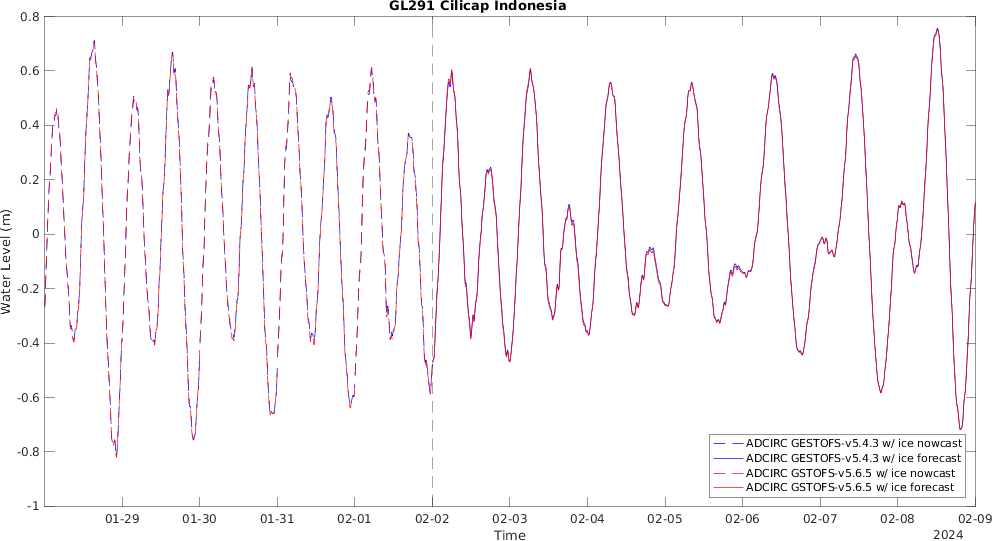 GL291 Cilicap Indonesia
0.8
0.6
0.4
0.2
0
-0.2
-0.4
-0.6
-0.8
-1
Water Level (m)
ADCIRC GESTOFS-v5.4.3 w/ ice nowcast
ADCIRC GESTOFS-v5.4.3 w/ ice forecast
ADCIRC GSTOFS-v5.6.5 w/ ice nowcast
ADCIRC GSTOFS-v5.6.5 w/ ice forecast
01-29 01-30 01-31 02-01 02-02 02-03 02-04 02-05 02-06 02-07 02-08 02-09
Time
2024